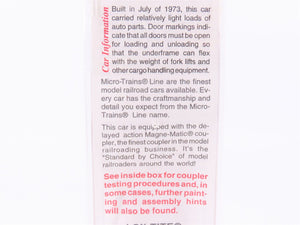 Car Information
Built in July of 1973, this car
carried relatively light loads of
auto parts. Door markings indi-
cate that all doors must be open
for loading and unloading so
that the underframe can flex
with the weight of fork lifts and
other cargo handling equipment.
Micro-Trains® Line are the finest
model railroad cars available. Ev-
ery car has the craftmanship and
detail you expect from the Micro-
Trains® Line name.
This car is equipped with the de-
layed action Magne-Matic® cou-
pler, the finest coupler in the model
railroading business. It's the
"Standard by Choice" of model
railroaders around the world!
See inside box for coupler
testing procedures and, in
some cases, further paint-
ing and assembly hints
will also be found.